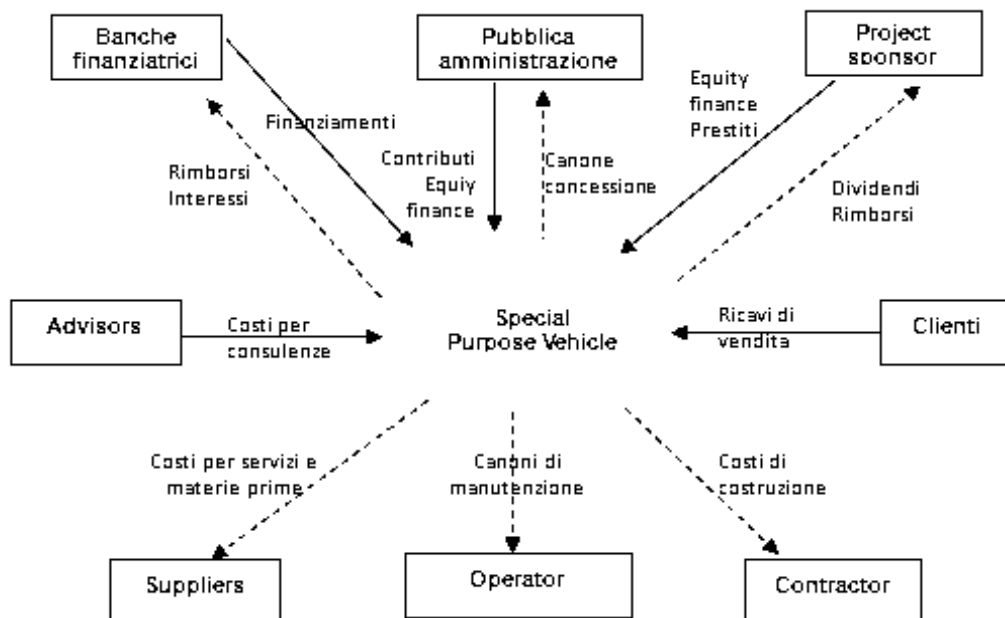 Banche
finanziatrici
Pubblica
amministrazione
Project
sponsor
Finanziamenti
Rimborsi
Interessi
Contributi
Equiy
finance
Canone
concessione
Equity
finance
Prestiti
Dividendi
Rimborsi
Advisors
Costi per
consulenze
Special
Purpose Vehicle
Ricavi di
vendita
Clienti
Costi per servizi e
materie prime
Canoni di
manutenzione
Costi di
costruzione
Suppliers
Operator
Contractor